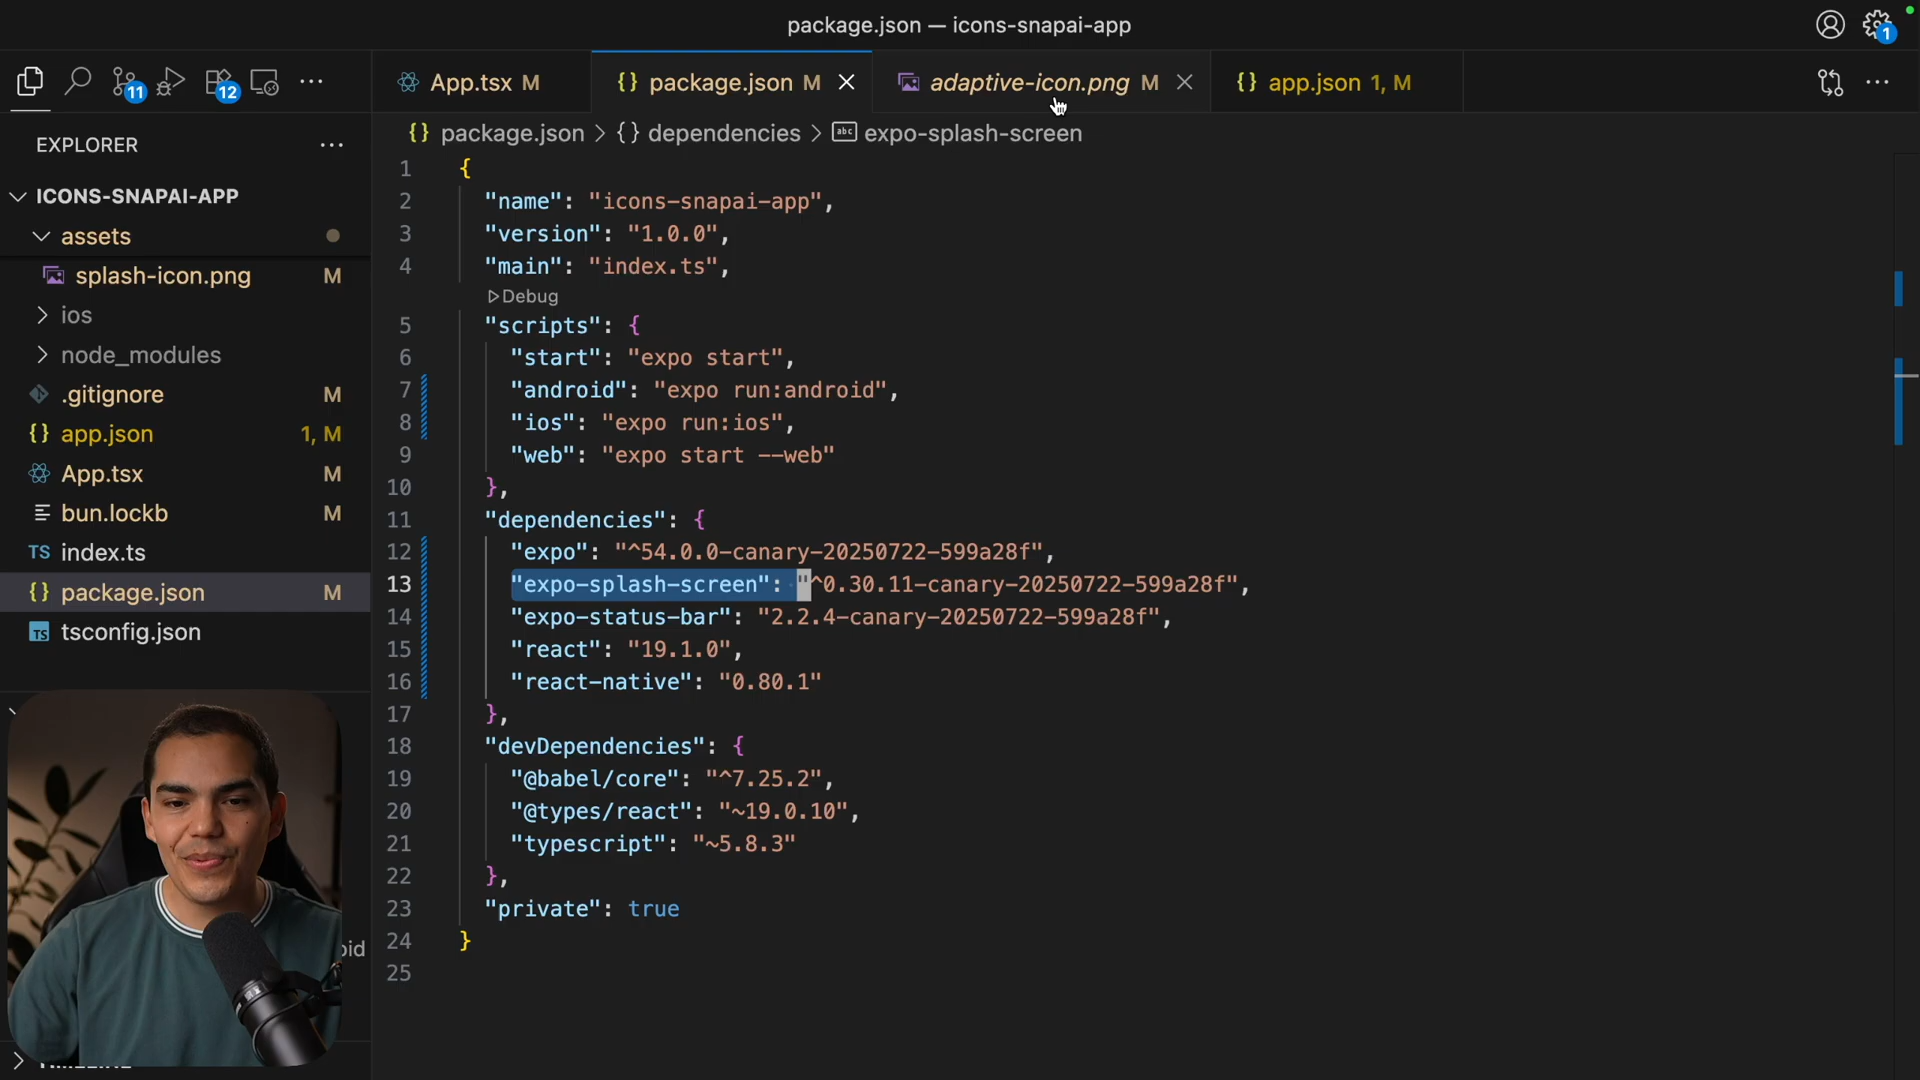 package.json — icons-snapai-app
1
11
12
App.tsx M
package.json M
adaptive-icon.png M
app.json 1, M
EXPLORER
package.json > {} dependencies > abc expo-splash-screen
ICONS-SNAPAI-APP
assets
splash-icon.png M
ios
node_modules
.gitignore M
app.json 1, M
App.tsx M
bun.lockb M
TS index.ts
package.json M
TS tsconfig.json
1 {
2 "name": "icons-snapai-app",
3 "version": "1.0.0",
4 "main": "index.ts",
Debug
5 "scripts": {
6 "start": "expo start",
7 "android": "expo run:android",
8 "ios": "expo run:ios",
9 "web": "expo start --web"
10 },
11 "dependencies": {
12 "expo": "^54.0.0-canary-20250722-599a28f",
13 "expo-splash-screen": "^0.30.11-canary-20250722-599a28f",
14 "expo-status-bar": "2.2.4-canary-20250722-599a28f",
15 "react": "19.1.0",
16 "react-native": "0.80.1"
17 },
18 "devDependencies": {
19 "@babel/core": "^7.25.2",
20 "@types/react": "~19.0.10",
21 "typescript": "~5.8.3"
22 },
23 "private": true
24 }
25